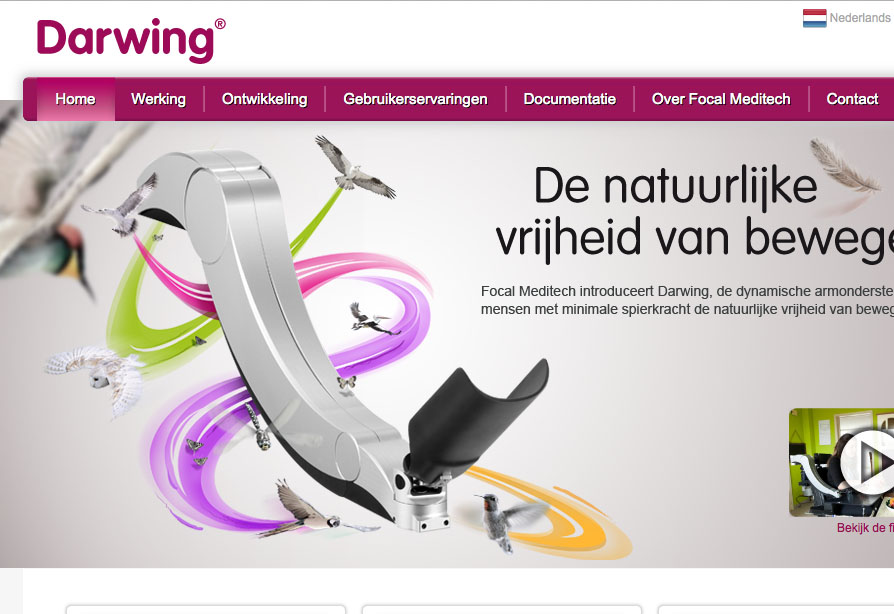 Darwing®
Nederlands
Home
Werking
Ontwikkeling
Gebruikerservaringen
Documentatie
Over Focal Meditech
Contact
De natuurlijke
vrijheid van bewege
Focal Meditech introduceert Darwing, de dynamische armonderste
mensen met minimale spierkracht de natuurlijke vrijheid van beweg
Bekijk de fi